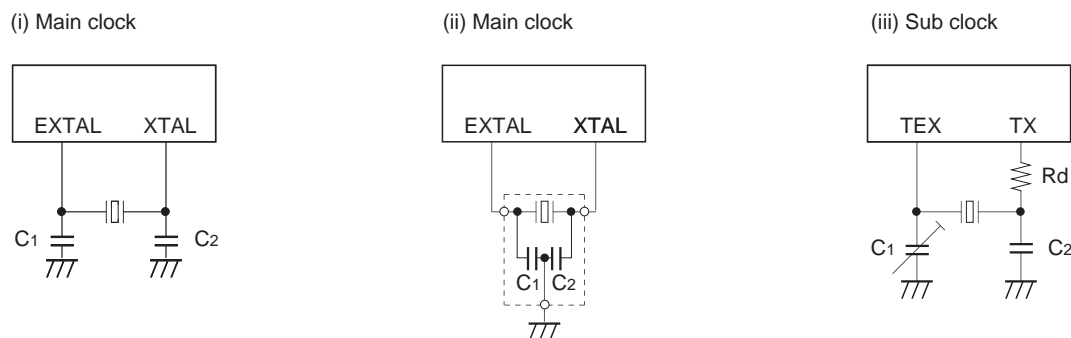 (i) Main clock
EXTAL XTAL
C1 C2
(ii) Main clock
EXTAL XTAL
C1 C2
(iii) Sub clock
TEX TX
Rd
C1 C2